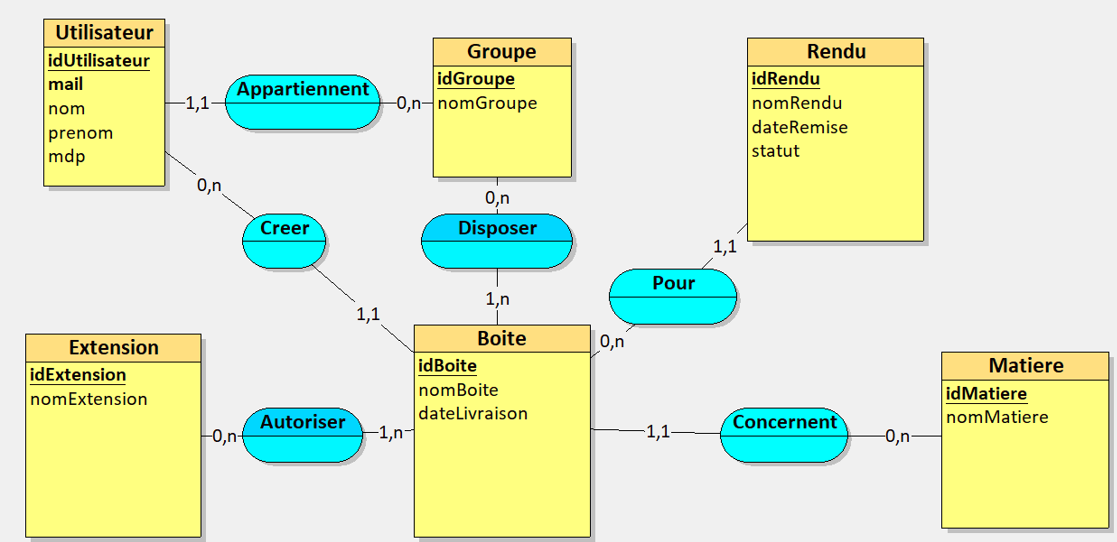 Utilisateur
idUtilisateur
mail
nom
prenom
mdp
Appartiennent
1,1
0,n
Groupe
idGroupe
nomGroupe
Rendu
idRendu
nomRendu
dateRemise
statut
0,n
Creer
1,1
0,n
Disposer
1,n
1,1
Pour
0,n
Extension
idExtension
nomExtension
0,n
Autoriser
1,n
Boite
idBoite
nomBoite
dateLivraison
1,1
Concernent
0,n
Matiere
idMatiere
nomMatiere